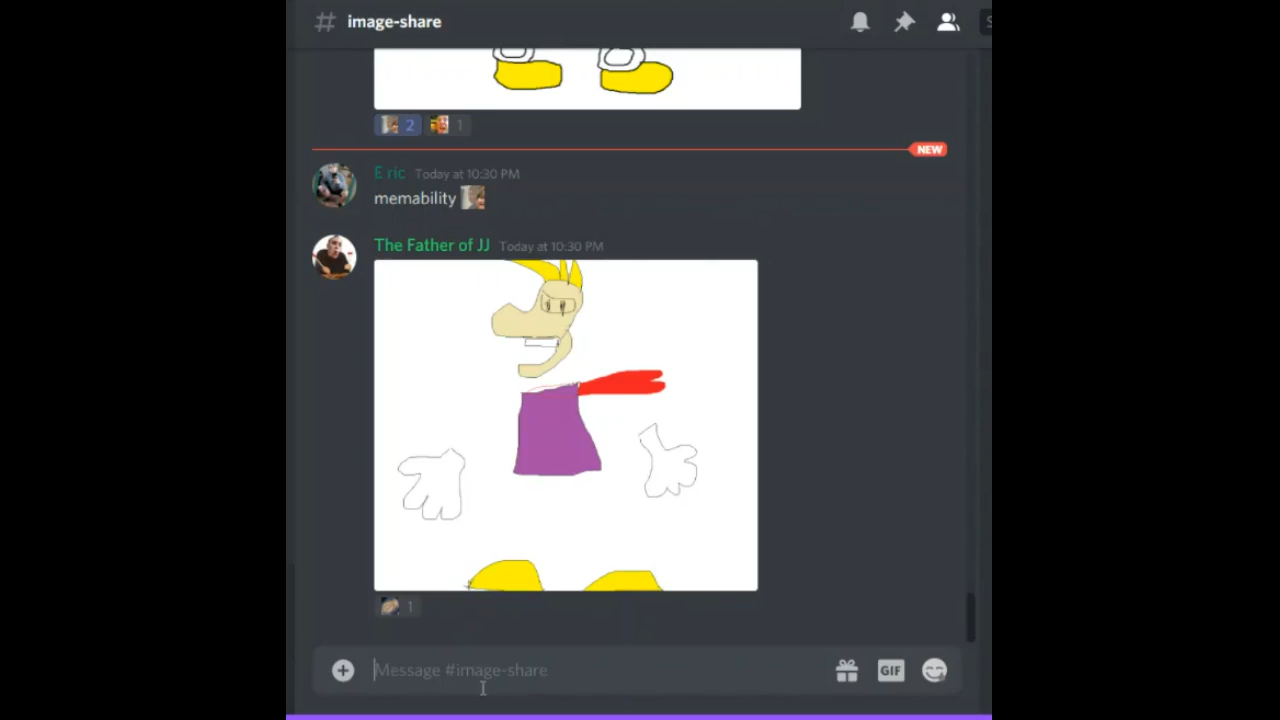 image-share
2 1
NEW
E ric Today at 10:30 PM
memability
The Father of JJ Today at 10:30 PM
1
Message #image-share
GIF